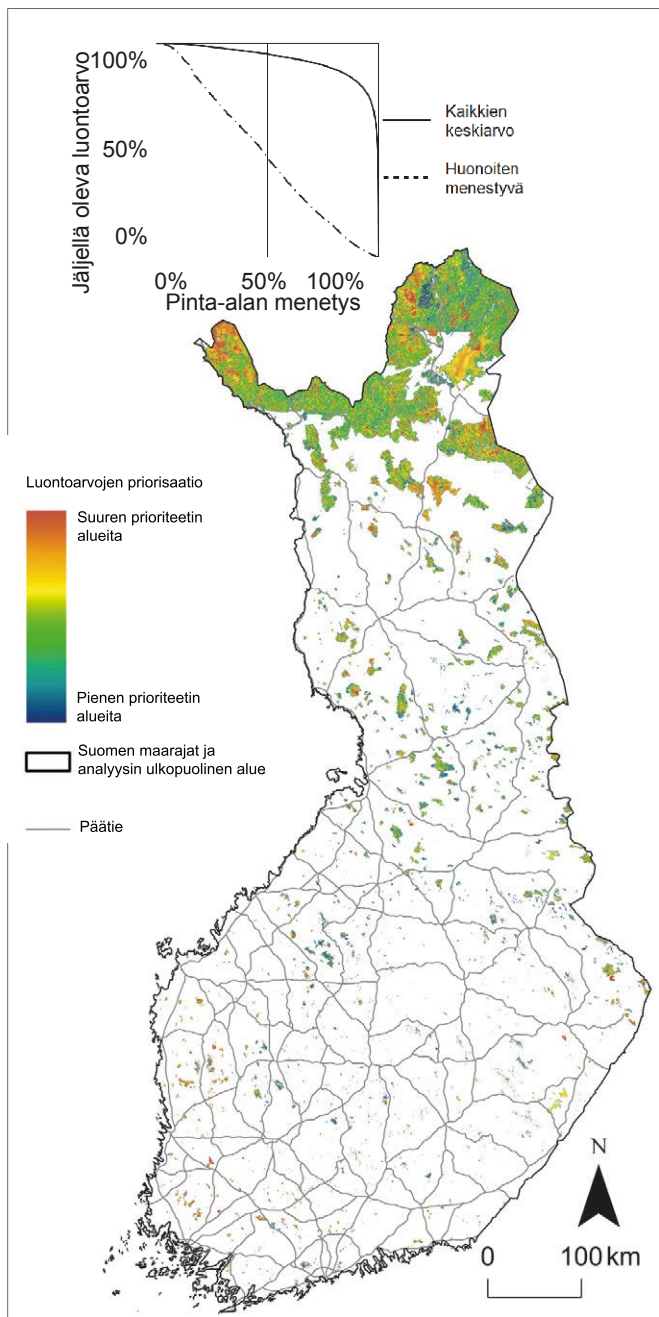 Jäljellä oleva luontoarvo
100%
50%
0%
0% 50% 100%
Pinta-alan menetys
Kaikkien
keskiarvo
Huonoiten
menestyvä
Luontoarvojen priorisaatio
Suuren prioriteetin
alueita
Pienen prioriteetin
alueita
Suomen maarajat ja
analyysin ulkopuolinen alue
Päätie
N
0 100 km